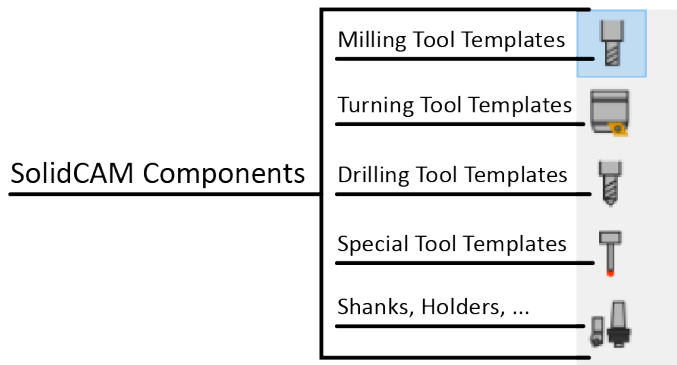 Milling Tool Templates
Turning Tool Templates
SolidCAM Components
Drilling Tool Templates
Special Tool Templates
Shanks, Holders, ...